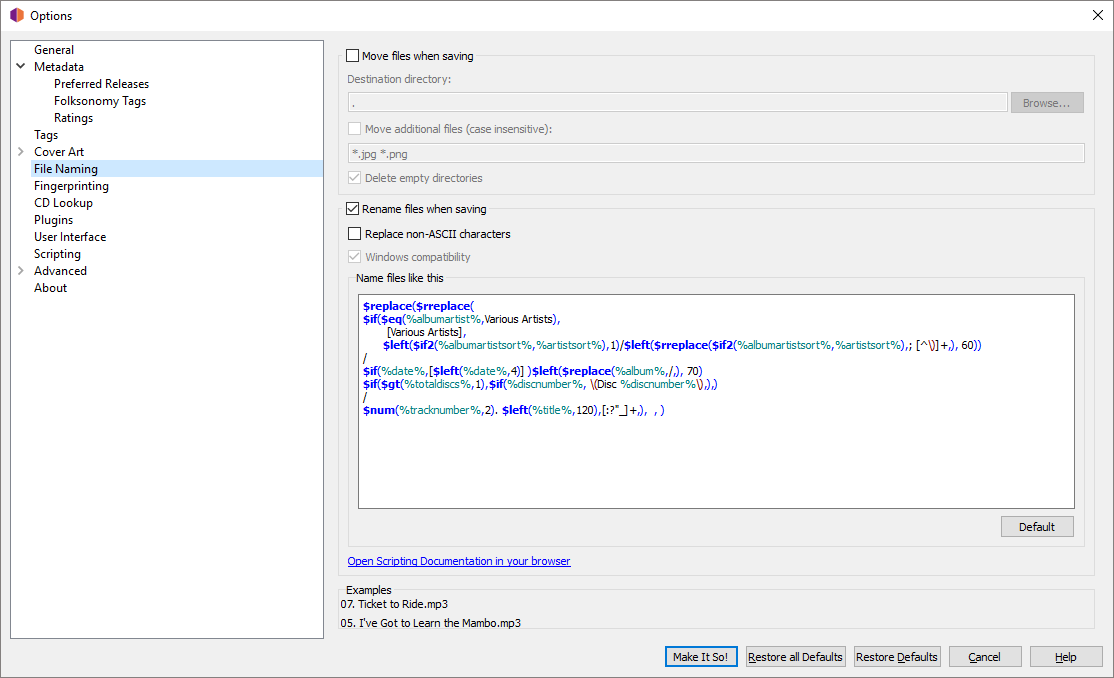 Options
General
Metadata
Preferred Releases
Folksonomy Tags
Ratings
Tags
Cover Art
File Naming
Fingerprinting
CD Lookup
Plugins
User Interface
Scripting
Advanced
About
Move files when saving
Destination directory:
.
Browse...
Move additional files (case insensitive):
*.jpg *.png
Delete empty directories
Rename files when saving
Replace non-ASCII characters
Windows compatibility
Name files like this
$replace($rreplace(
$if($eq(%albumartist%,Various Artists),
[Various Artists],
$left($if2(%albumartistsort%,%artistsort%),1)/$left($rreplace($if2(%albumartistsort%,%artistsort%),; [^\)]+,), 60))
/
$if(%date%,[$left(%date%,4)] )$left($replace(%album%,/,), 70)
$if($gt(%totaldiscs%,1),$if(%discnumber%, \(Disc %discnumber%\),),)
/
$num(%tracknumber%,2). $left(%title%,120),[:?"_]+,),  , )
Default
Open Scripting Documentation in your browser
Examples
07. Ticket to Ride.mp3
05. I've Got to Learn the Mambo.mp3
Make It So!
Restore all Defaults
Restore Defaults
Cancel
Help